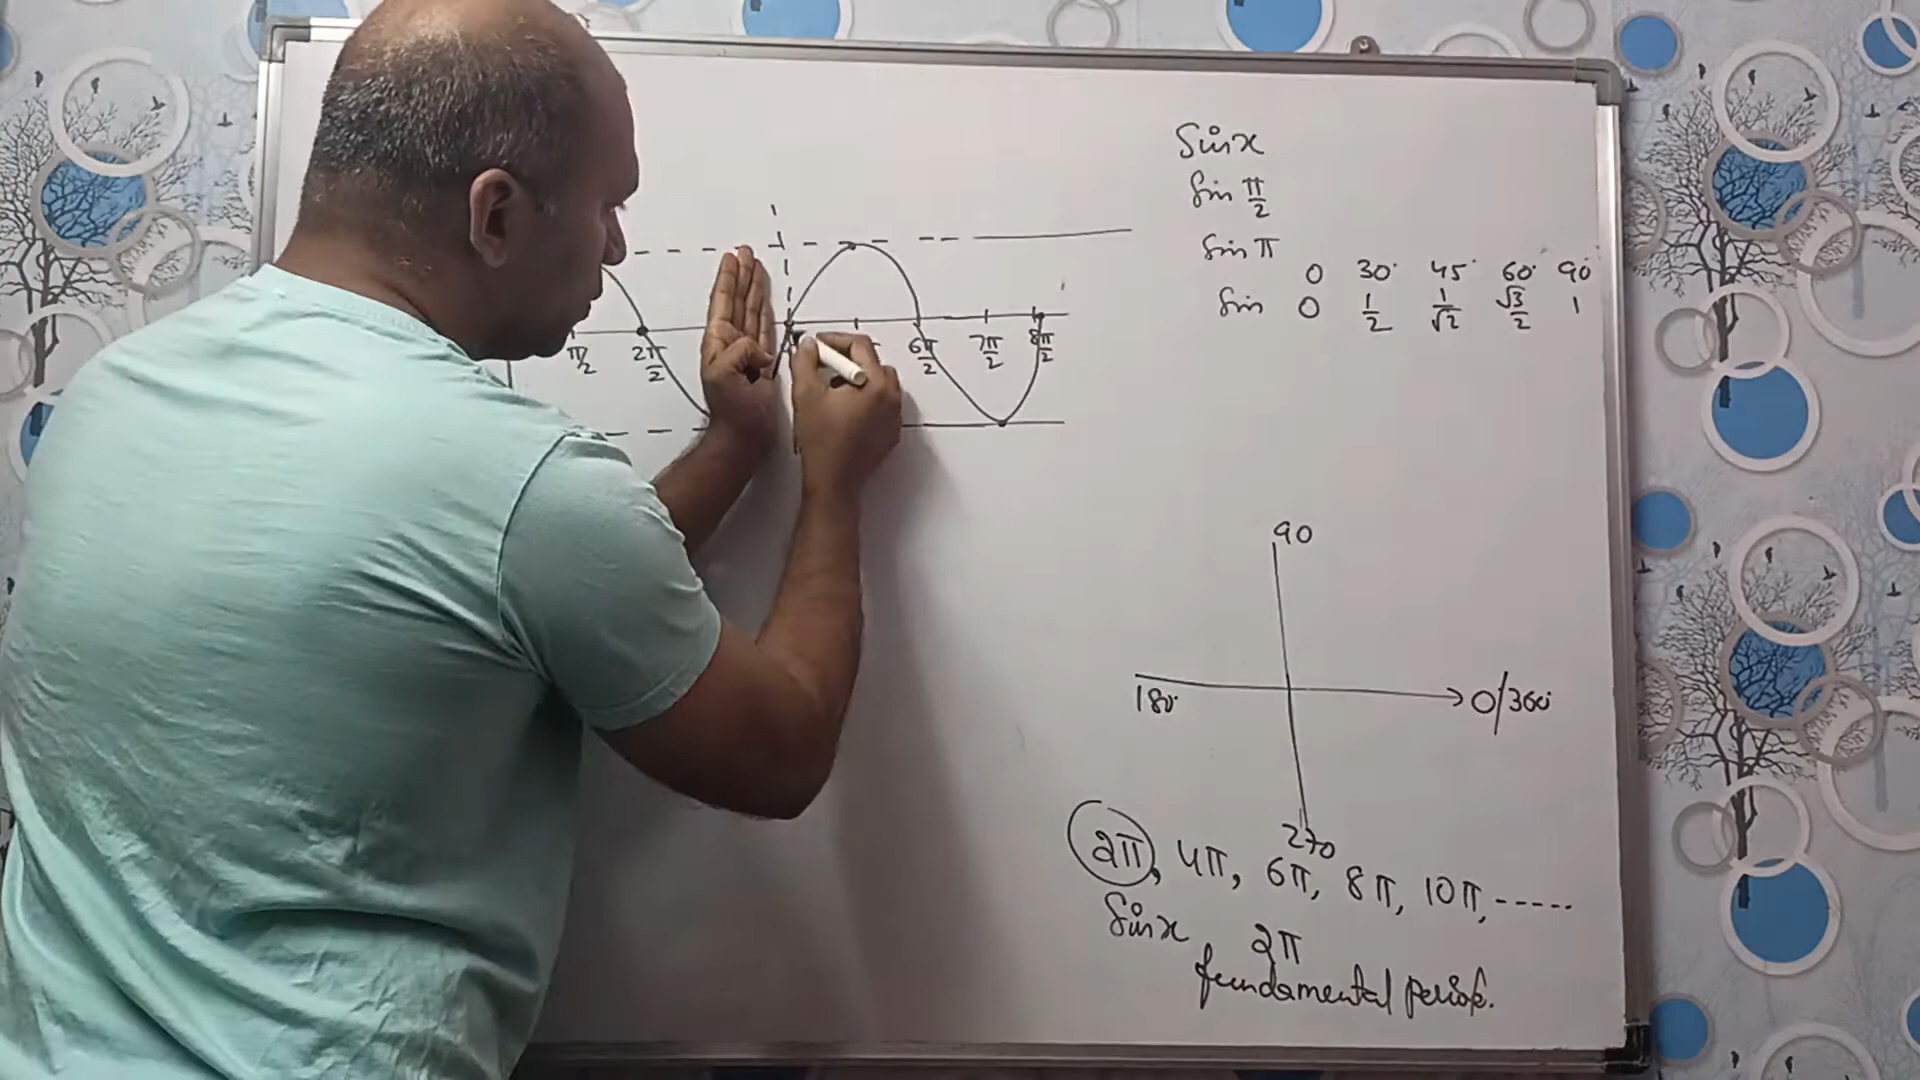 Sin x
Sin π/2
Sin π
0 30° 45° 60° 90
Sin 0 1/2 1/√2 √3/2 1
π/2 2π/2 6π/2 7π/2 8π/2
90
180° 0/360°
270
2π, 4π, 6π, 8π, 10π, -----
Sin x, 2π
fundamental period.